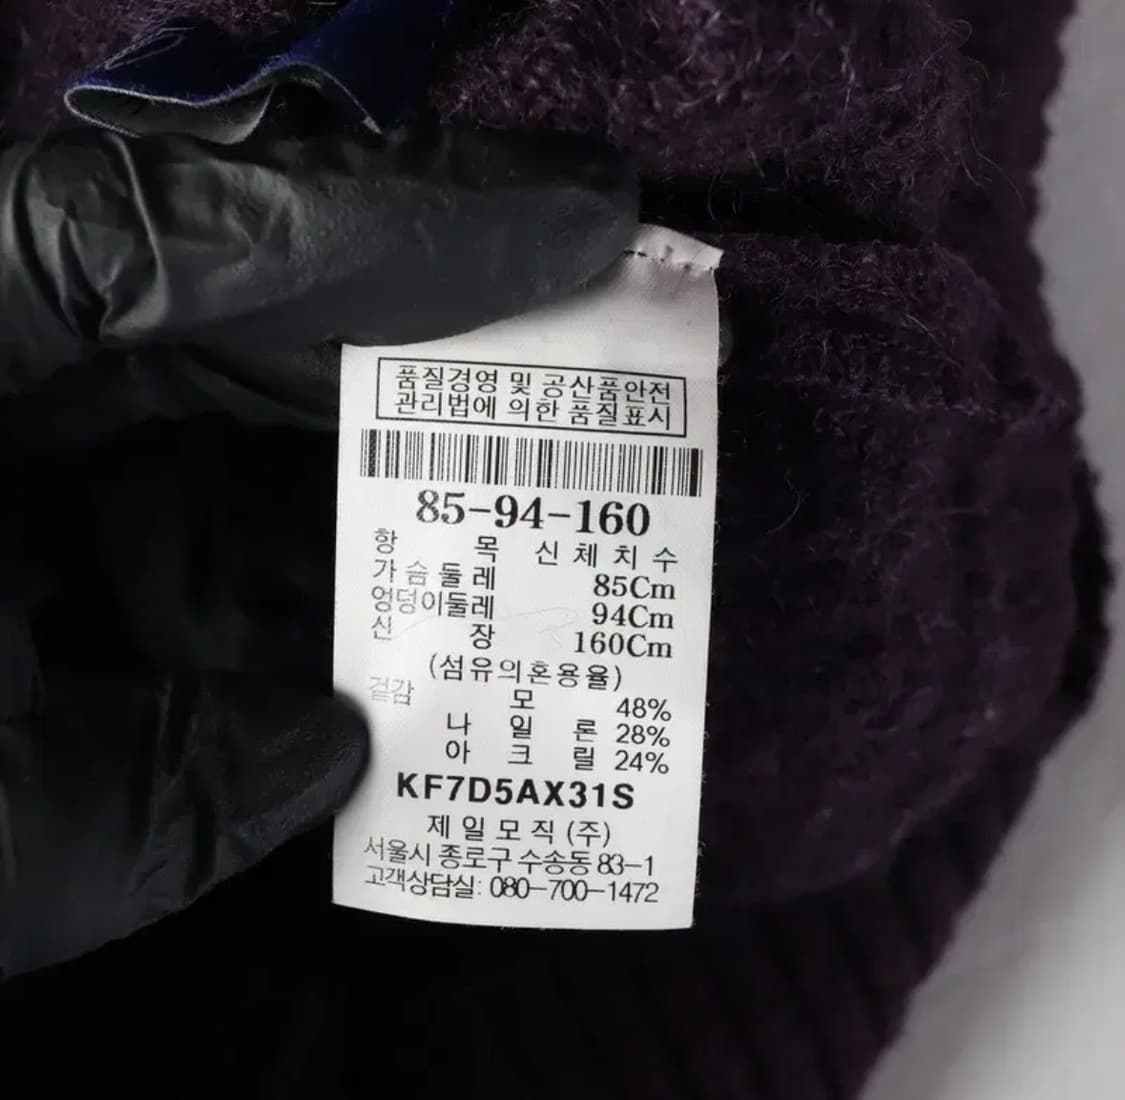 품질경영 및 공산품안전
관리법에 의한 품질표시
85-94-160
항 목 신체치수
가슴둘레 85Cm
엉덩이둘레 94Cm
신 장 160Cm
(섬유의혼용율)
겉감 모 48%
나일론 28%
아크릴 24%
KF7D5AX31S
제일모직(주)
서울시 종로구 수송동 83-1
고객상담실: 080-700-1472